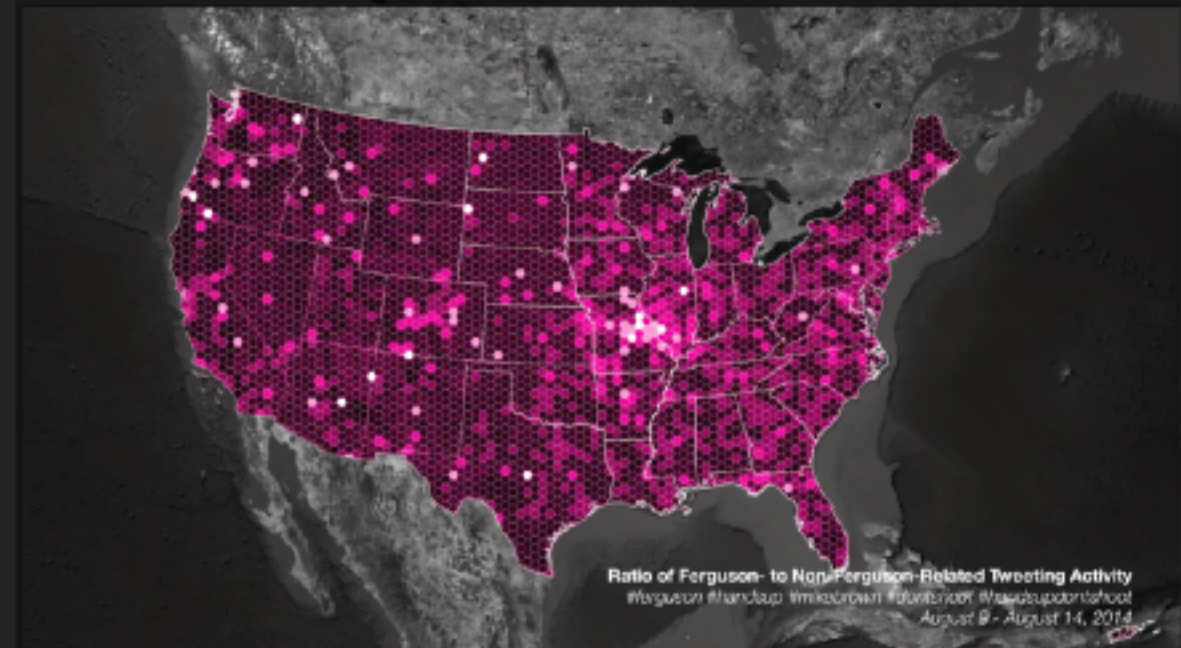 Ratio of Ferguson- to Non-Ferguson-Related Tweeting Activity
#ferguson #handsup #mikebrown #dontshoot #handsupdontshoot
August 9 - August 14, 2014